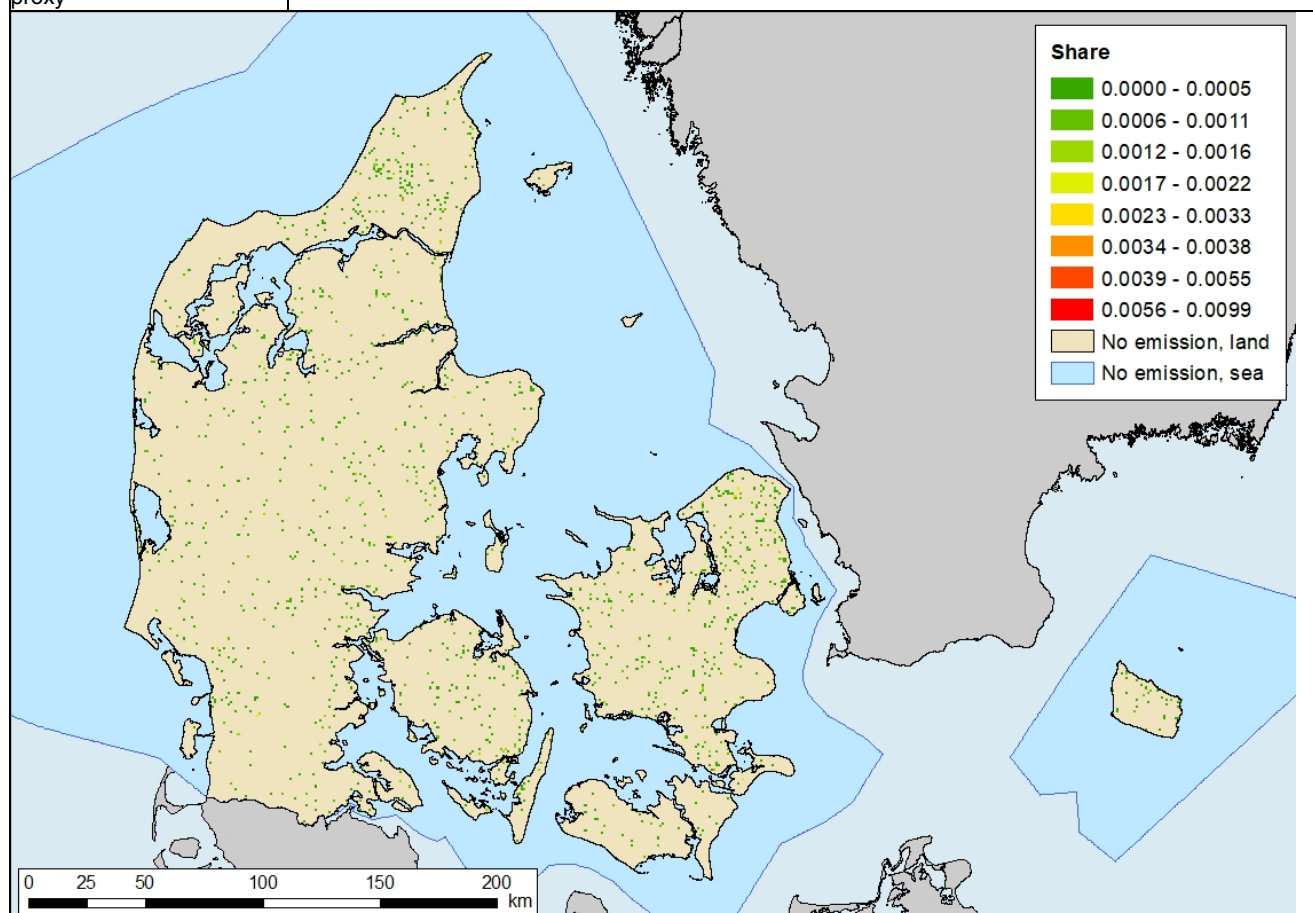 proxy
Share
0.0000 - 0.0005
0.0006 - 0.0011
0.0012 - 0.0016
0.0017 - 0.0022
0.0023 - 0.0033
0.0034 - 0.0038
0.0039 - 0.0055
0.0056 - 0.0099
No emission, land
No emission, sea
0 25 50 100 150 200
km